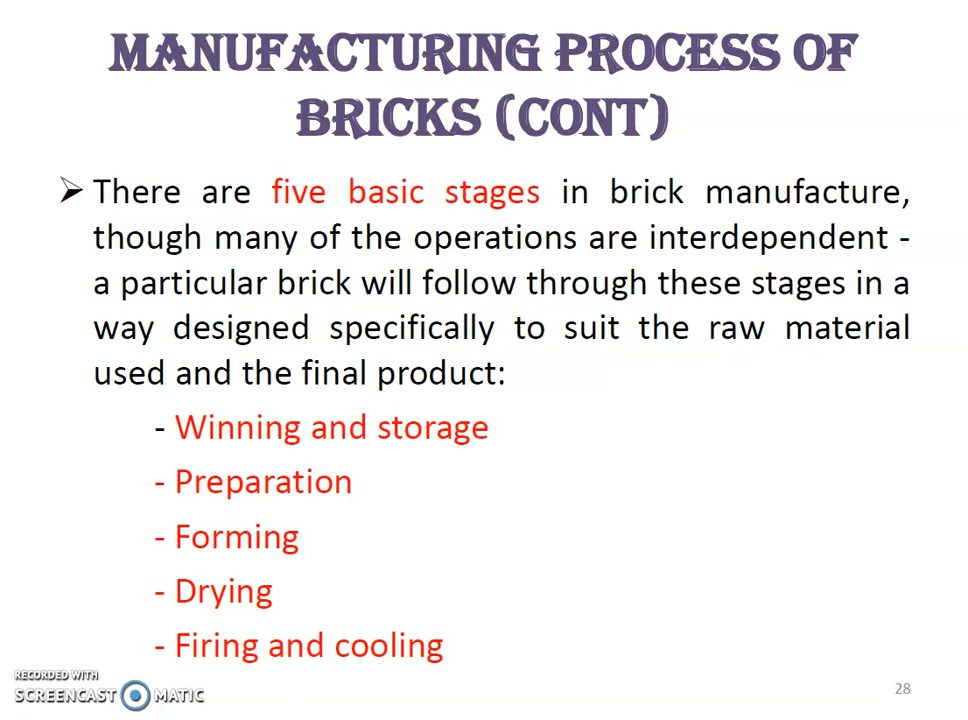 MANUFACTURING PROCESS OF
BRICKS (CONT)
➢ There are five basic stages in brick manufacture,
though many of the operations are interdependent -
a particular brick will follow through these stages in a
way designed specifically to suit the raw material
used and the final product:
- Winning and storage
- Preparation
- Forming
- Drying
- Firing and cooling
RECORDED WITH
SCREENCAST MATIC
28